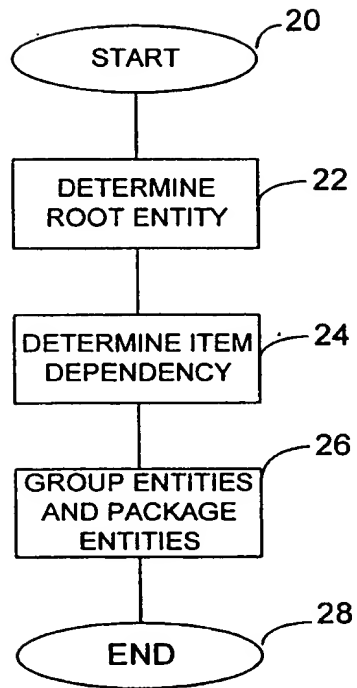 20
START
22
DETERMINE
ROOT ENTITY
24
DETERMINE ITEM
DEPENDENCY
26
GROUP ENTITIES
AND PACKAGE
ENTITIES
28
END